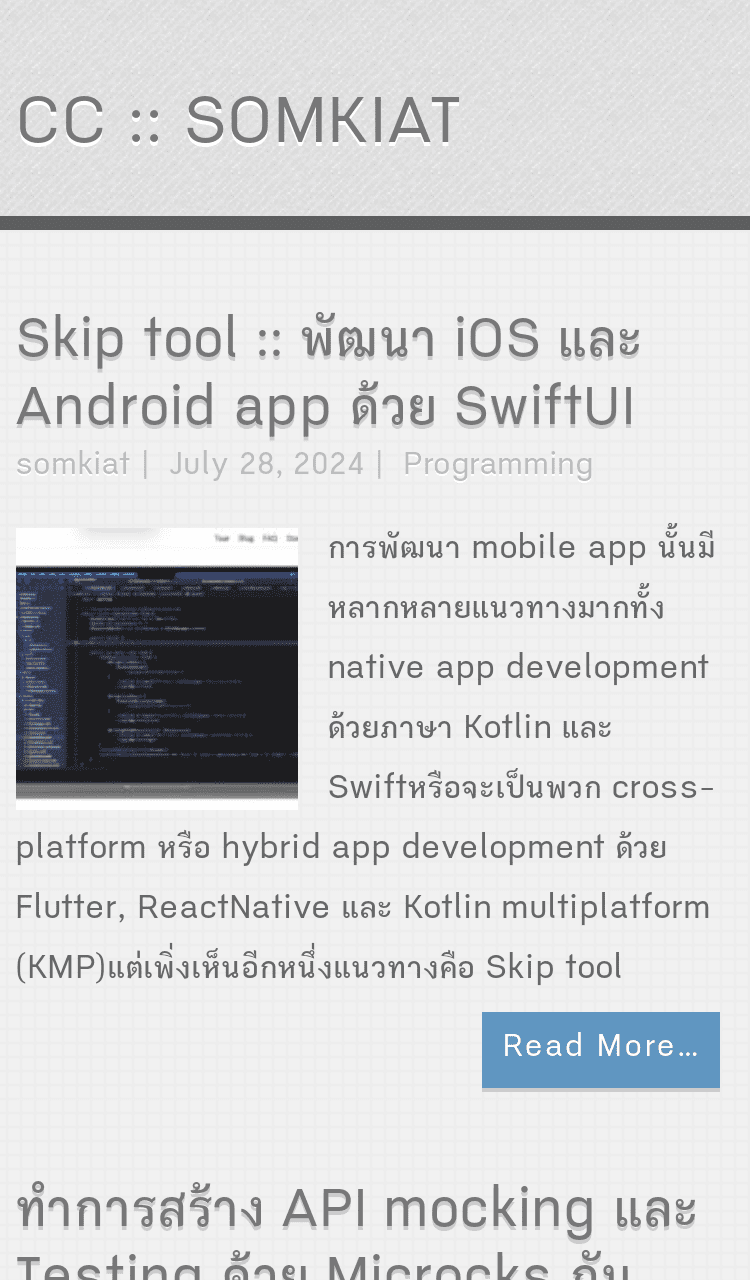 CC :: SOMKIAT
Skip tool :: พัฒนา iOS และ
Android app ด้วย SwiftUI
somkiat | July 28, 2024 | Programming
Tour Blog FAQ
การพัฒนา mobile app นั้นมี
หลากหลายแนวทางมากทั้ง
native app development
ด้วยภาษา Kotlin และ
Swiftหรือจะเป็นพวก cross-
platform หรือ hybrid app development ด้วย
Flutter, ReactNative และ Kotlin multiplatform
(KMP)แต่เพิ่งเห็นอีกหนึ่งแนวทางคือ Skip tool
Read More…
ทำการสร้าง API mocking และ
Testing ด้วย Microcks กัน